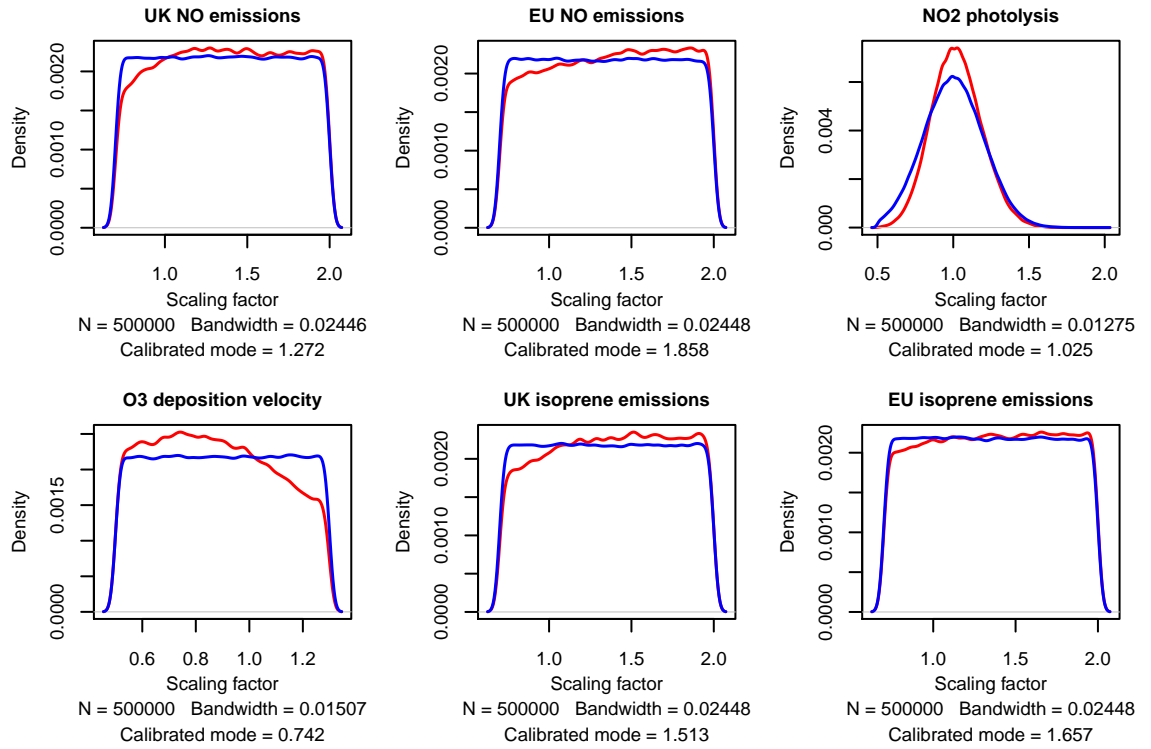 UK NO emissions
Density
0.0000
0.0010
0.0020
1.0 1.5 2.0
Scaling factor
N = 500000 Bandwidth = 0.02446
Calibrated mode = 1.272
EU NO emissions
Density
0.0000
0.0010
0.0020
1.0 1.5 2.0
Scaling factor
N = 500000 Bandwidth = 0.02448
Calibrated mode = 1.858
NO2 photolysis
Density
0.000
0.004
0.5 1.0 1.5 2.0
Scaling factor
N = 500000 Bandwidth = 0.01275
Calibrated mode = 1.025
O3 deposition velocity
Density
0.0000
0.0015
0.6 0.8 1.0 1.2
Scaling factor
N = 500000 Bandwidth = 0.01507
Calibrated mode = 0.742
UK isoprene emissions
Density
0.0000
0.0010
0.0020
1.0 1.5 2.0
Scaling factor
N = 500000 Bandwidth = 0.02448
Calibrated mode = 1.513
EU isoprene emissions
Density
0.0000
0.0010
0.0020
1.0 1.5 2.0
Scaling factor
N = 500000 Bandwidth = 0.02448
Calibrated mode = 1.657